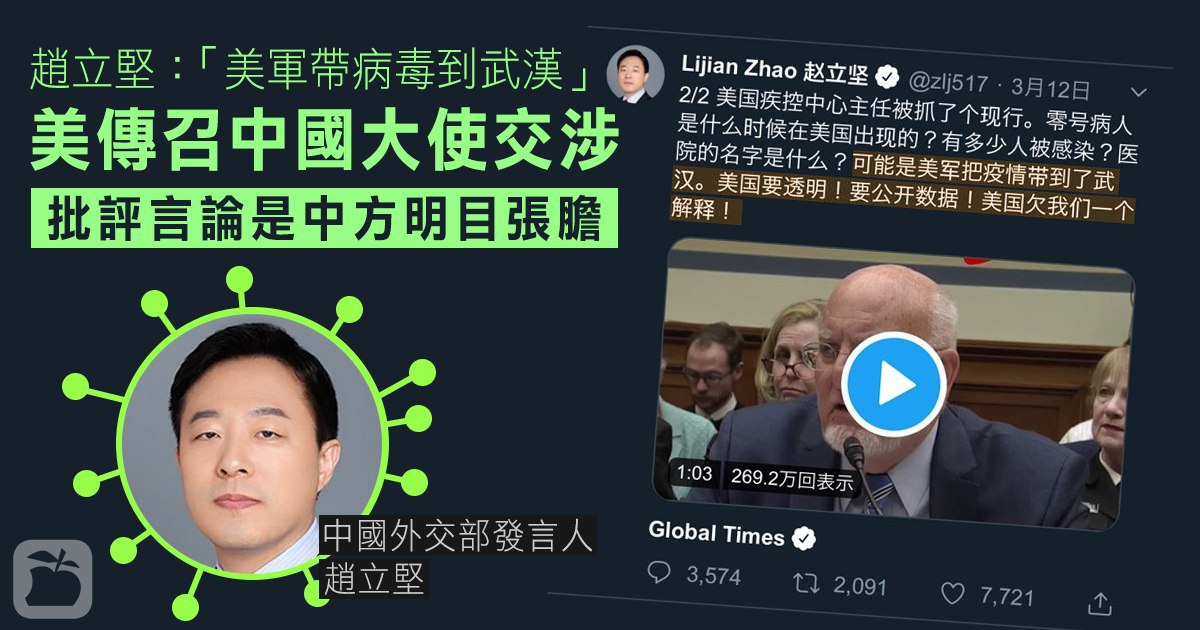 趙立堅：「美軍帶病毒到武漢」
美傳召中國大使交涉
批評言論是中方明目張膽
中國外交部發言人
趙立堅
Lijian Zhao 赵立坚 @zlj517 · 3月12日
2/2 美国疾控中心主任被抓了个现行。零号病人
是什么时候在美国出现的？有多少人被感染？医
院的名字是什么？可能是美军把疫情带到了武
汉。美国要透明！要公开数据！美国欠我们一个
解释！
1:03 269.2万回表示
Global Times
3,574 2,091 7,721